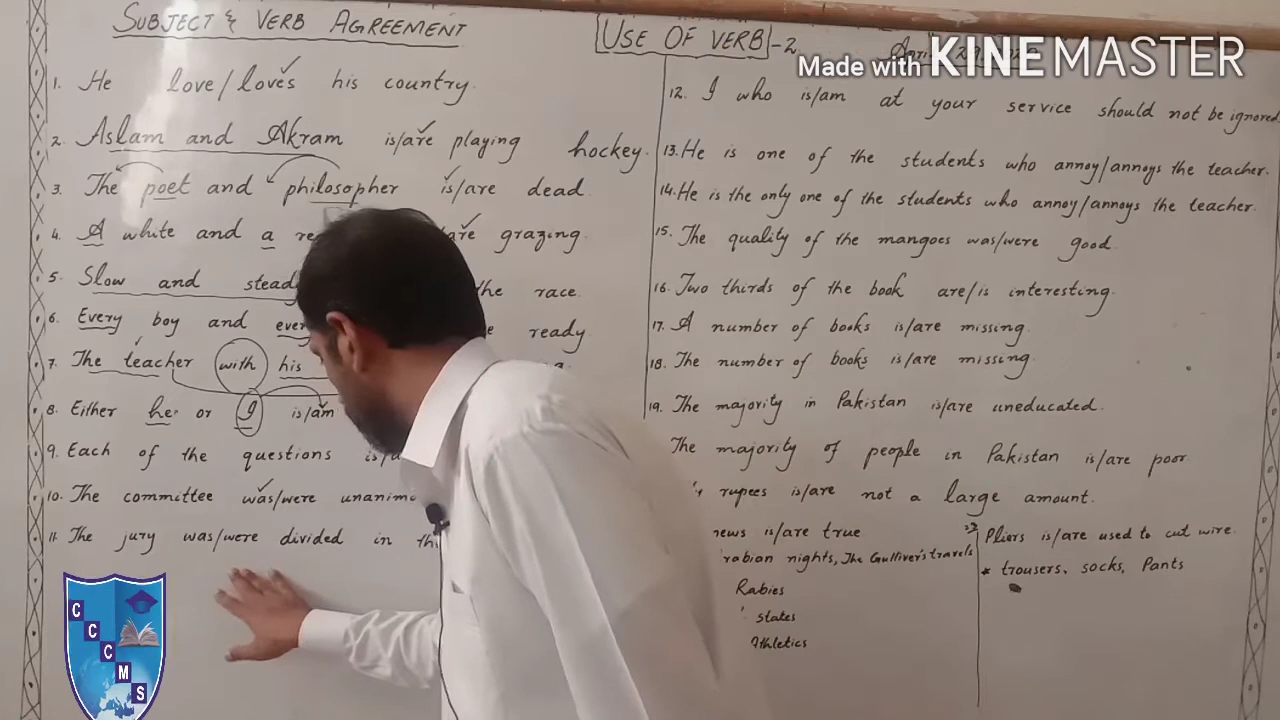 SUBJECT & VERB AGREEMENT
USE OF VERB -2
Made with KINEMASTER
1. He love/loves his country.
2. Aslam and Akram is/are playing hockey.
3. The poet and philosopher is/are dead.
4. A white and a are grazing.
5. Slow and steady the race.
6. Every boy and ready.
7. The teacher with his
8. Either he or I is/am
9. Each of the questions
10. The committee was/were
11. The jury was/were divided in
12. I who is/am at your service should not be ignored
13. He is one of the students who annoy/annoys the teacher.
14. He is the only one of the students who annoy/annoys the teacher.
15. The quality of the mangoes was/were good.
16. Two thirds of the book are/is interesting.
17. A number of books is/are missing.
18. The number of books is/are missing.
19. The majority in Pakistan is/are uneducated.
The majority of people in Pakistan is/are poor
rupees is/are not a large amount.
news is/are true
nights, The Gulliver's travels
Rabies
states
Athletics
23 Pliers is/are used to cut wire.
* trousers, socks, Pants
C
C
C
M
S